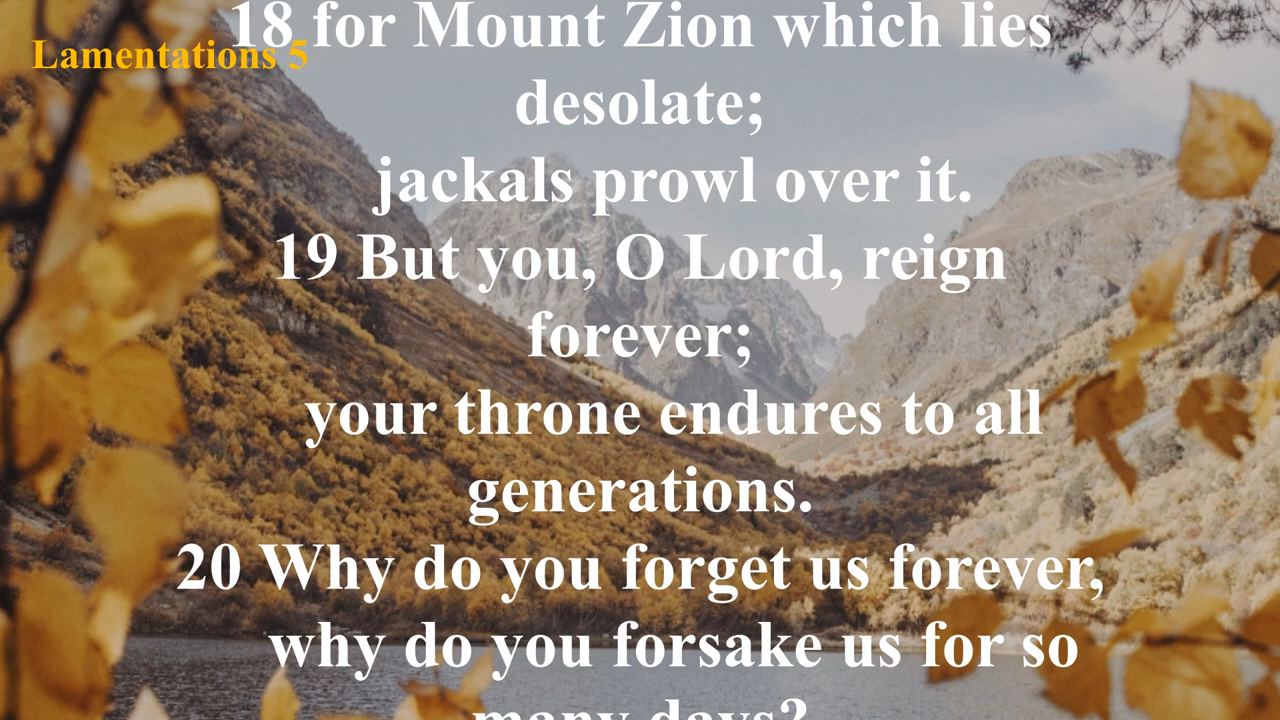 Lamentations 5
18 for Mount Zion which lies
desolate;
jackals prowl over it.
19 But you, O Lord, reign
forever;
your throne endures to all
generations.
20 Why do you forget us forever,
why do you forsake us for so
many days?